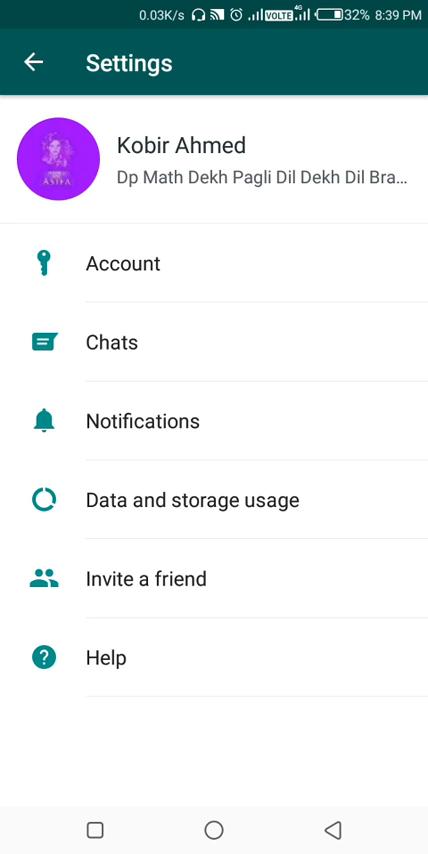 0.03K/s VOLTE 4G 32% 8:39 PM
Settings
Kobir Ahmed
Dp Math Dekh Pagli Dil Dekh Dil Bra...
ASIFA
Account
Chats
Notifications
Data and storage usage
Invite a friend
Help